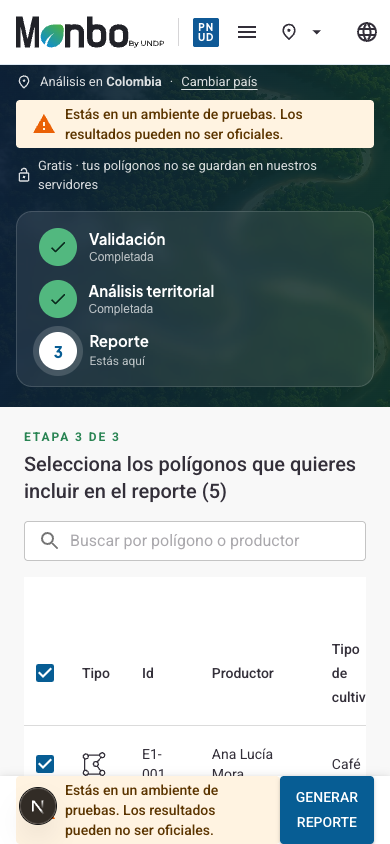 Monbo By UNDP
PN
UD
Análisis en Colombia · Cambiar país
Estás en un ambiente de pruebas. Los
resultados pueden no ser oficiales.
Gratis · tus polígonos no se guardan en nuestros
servidores
Validación
Completada
Análisis territorial
Completada
3
Reporte
Estás aquí
ETAPA 3 DE 3
Selecciona los polígonos que quieres
incluir en el reporte (5)
Buscar por polígono o productor
Tipo
de
cultiv
Tipo Id Productor
E1-
001
Ana Lucía
Mora
Café
N
Estás en un ambiente de
pruebas. Los resultados
pueden no ser oficiales.
GENERAR
REPORTE